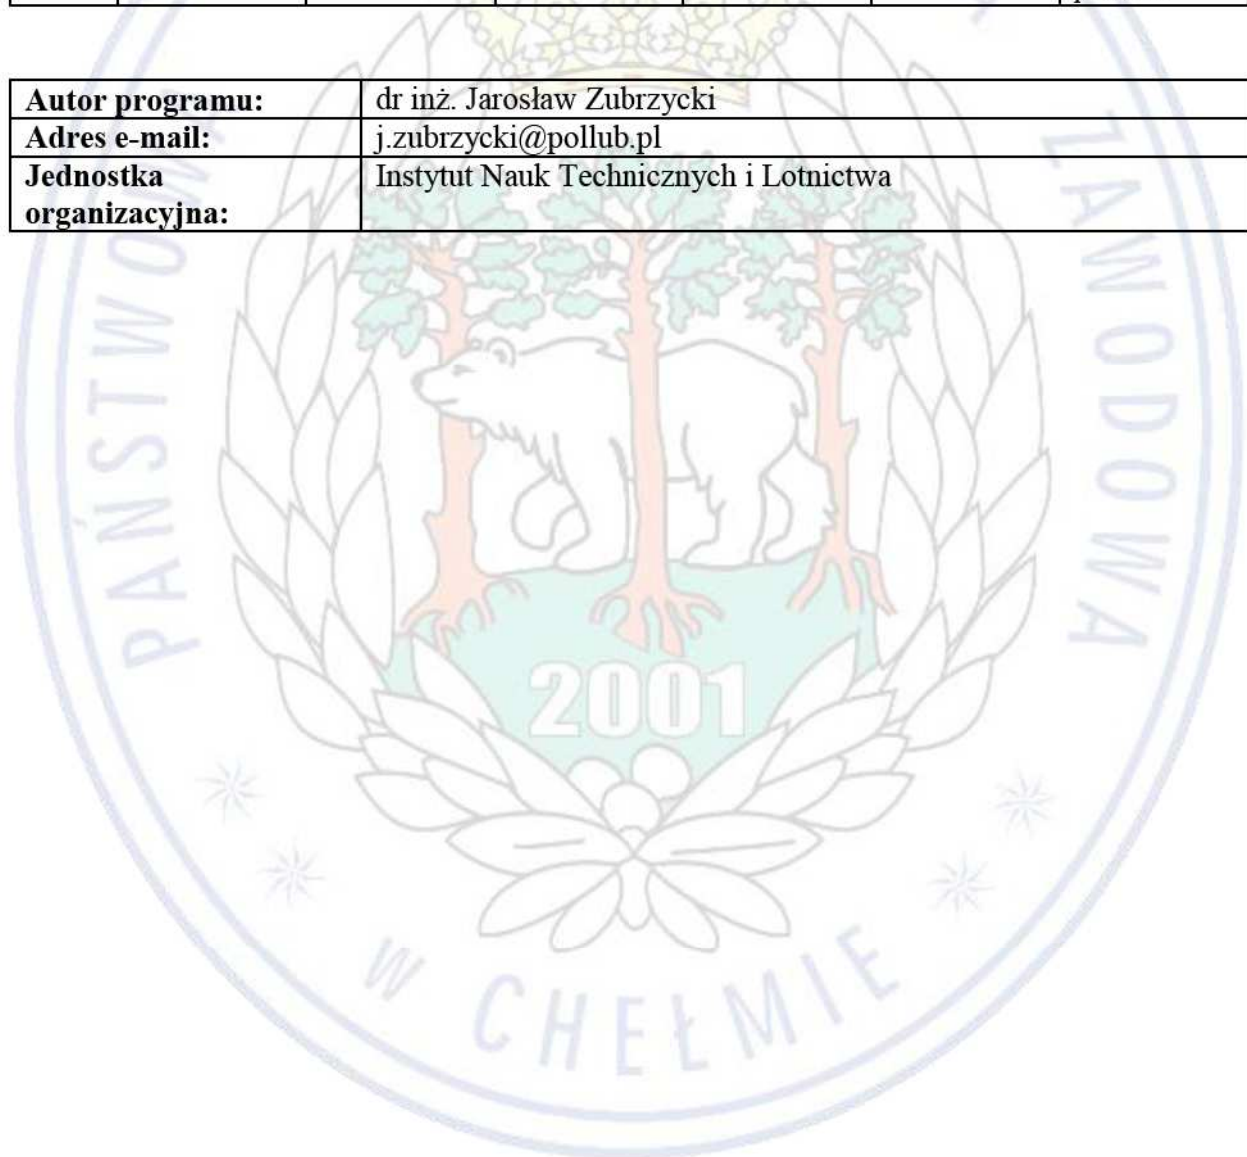 Autor programu: dr inż. Jarosław Zubrzycki
Adres e-mail: j.zubrzycki@pollub.pl
Jednostka organizacyjna: Instytut Nauk Technicznych i Lotnictwa
PAŃSTWOWA
ZAWODOWA
2001
W CHEŁMIE